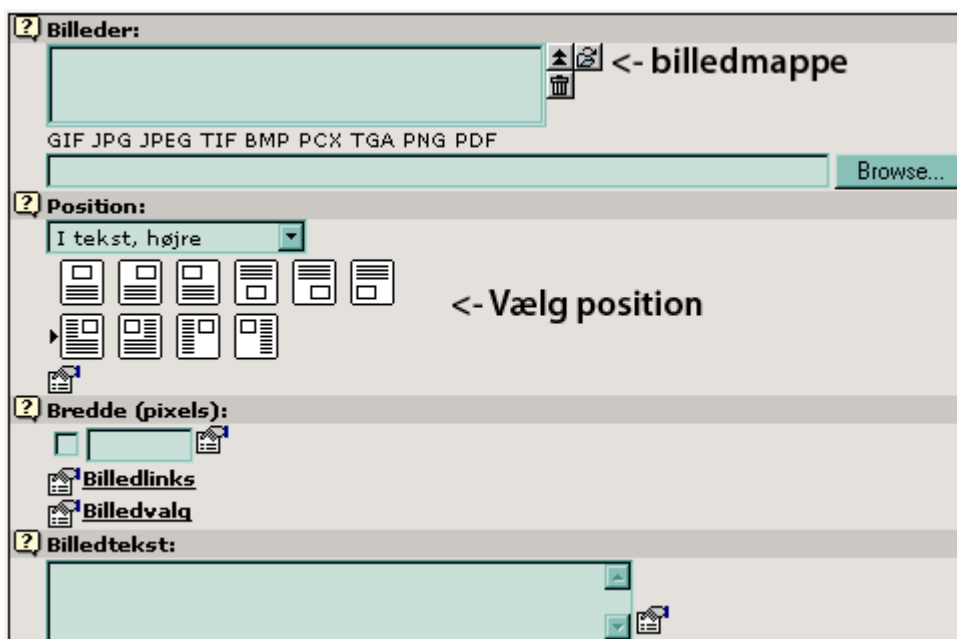 Billeder:
<- billedmappe
GIF JPG JPEG TIF BMP PCX TGA PNG PDF
Browse...
Position:
I tekst, højre
<- Vælg position
Bredde (pixels):
Billedlinks
Billedvalg
Billedtekst: